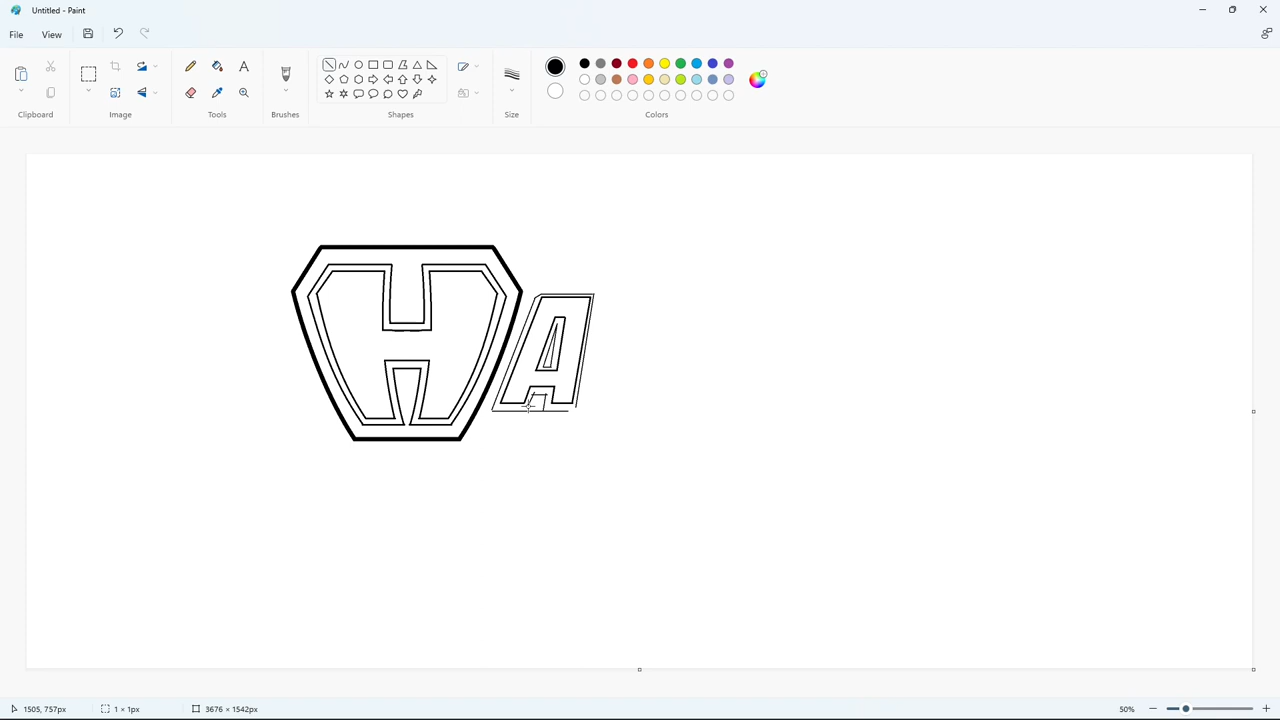 Untitled - Paint
File
View
Clipboard
Image
Tools
Brushes
Shapes
Size
Colors
A
HA
1505, 757px
1 × 1px
3676 × 1542px
50%